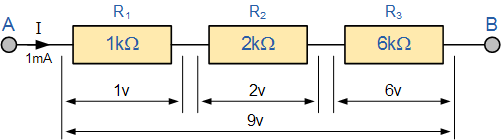 R₁ R₂ R₃
A I 1kΩ 2kΩ 6kΩ B
1mA
1v 2v 6v
9v